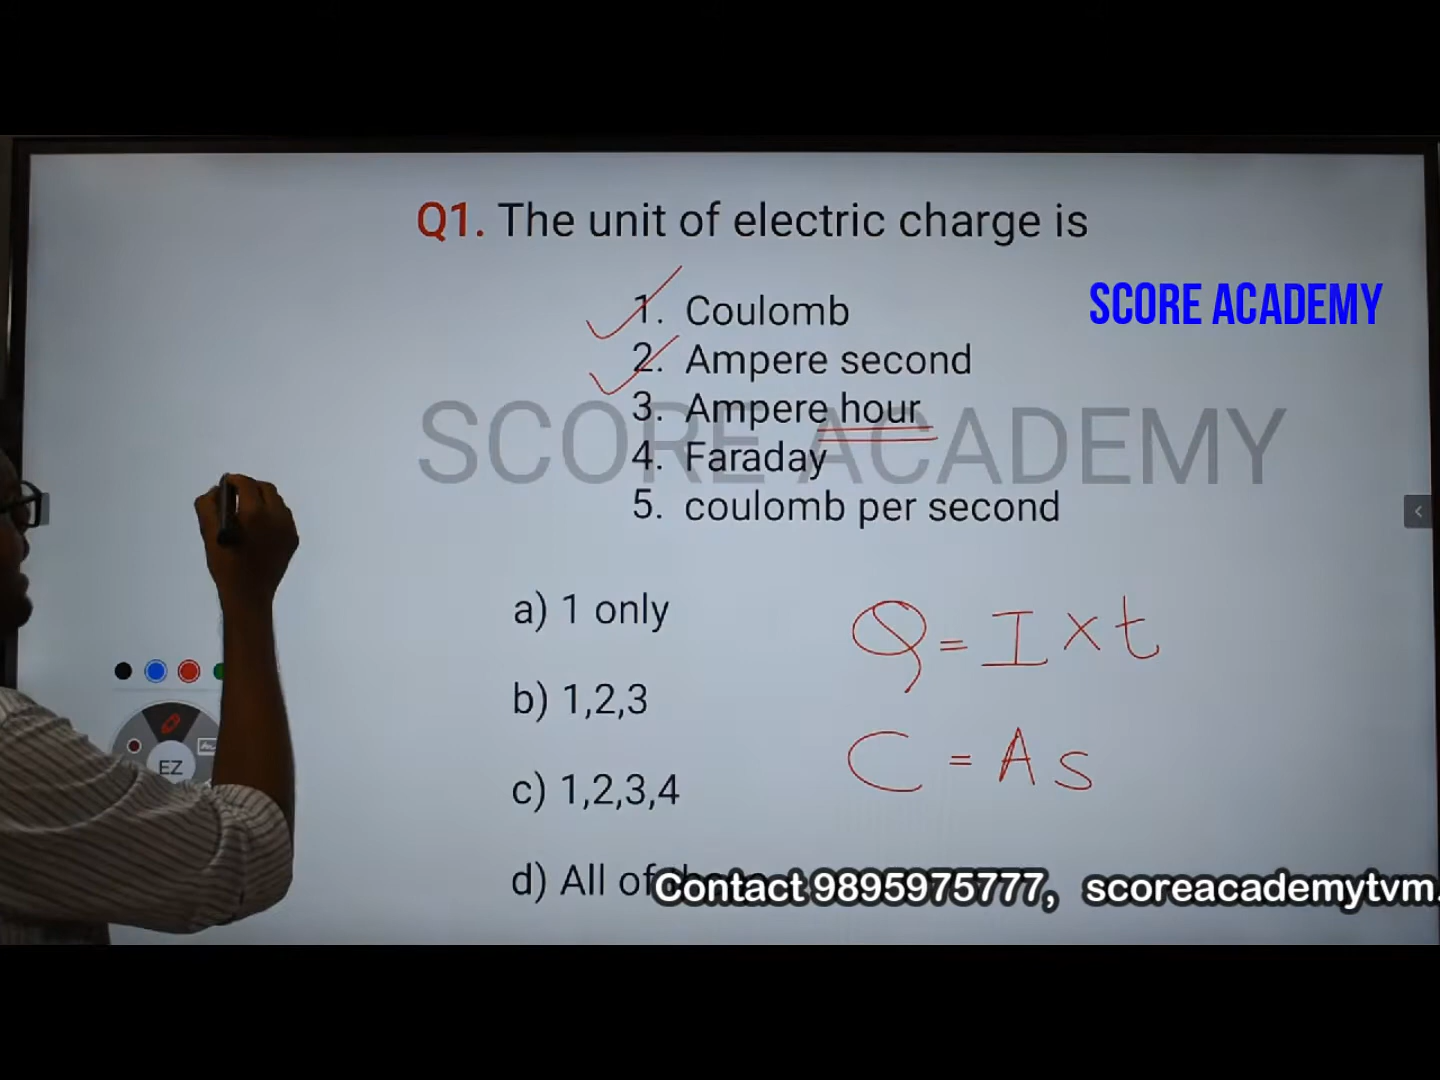 Q1. The unit of electric charge is
SCORE ACADEMY
1. Coulomb
2. Ampere second
3. Ampere hour
SCORE ACADEMY
4. Faraday
5. coulomb per second
a) 1 only
Q = I x t
b) 1,2,3
EZ
C = A s
c) 1,2,3,4
d) All of
Contact 9895975777, scoreacademytvm.